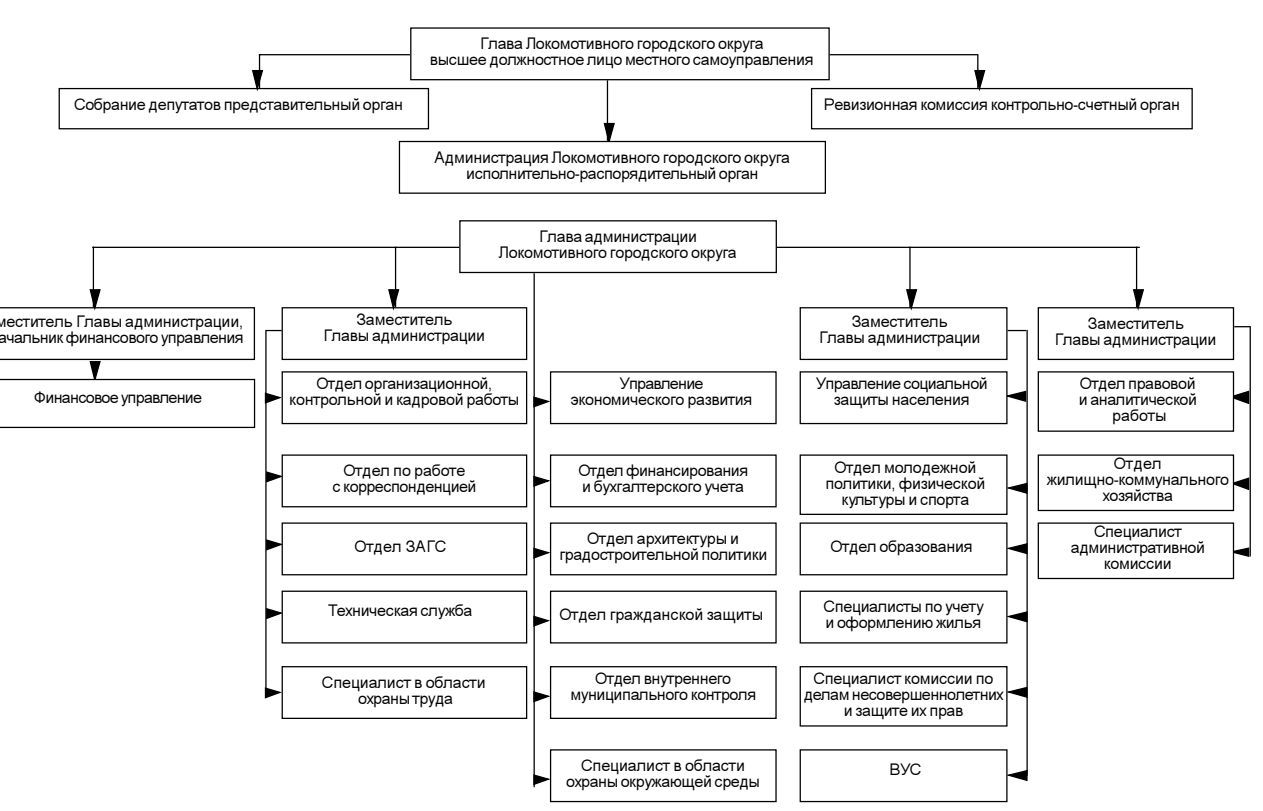 Глава Локомотивного городского округа
высшее должностное лицо местного самоуправления
Собрание депутатов представительный орган
Ревизионная комиссия контрольно-счетный орган
Администрация Локомотивного городского округа
исполнительно-распорядительный орган
Глава администрации
Локомотивного городского округа
меститель Главы администрации,
ачальник финансового управления
Финансовое управление
Заместитель
Главы администрации
Отдел организационной,
контрольной и кадровой работы
Отдел по работе
с корреспонденцией
Отдел ЗАГС
Техническая служба
Специалист в области
охраны труда
Управление
экономического развития
Отдел финансирования
и бухгалтерского учета
Отдел архитектуры и
градостроительной политики
Отдел гражданской защиты
Отдел внутреннего
муниципального контроля
Специалист в области
охраны окружающей среды
Заместитель
Главы администрации
Управление социальной
защиты населения
Отдел молодежной
политики, физической
культуры и спорта
Отдел образования
Специалисты по учету
и оформлению жилья
Специалист комиссии по
делам несовершеннолетних
и защите их прав
ВУС
Заместитель
Главы администрации
Отдел правовой
и аналитической
работы
Отдел
жилищно-коммунального
хозяйства
Специалист
административной
комиссии